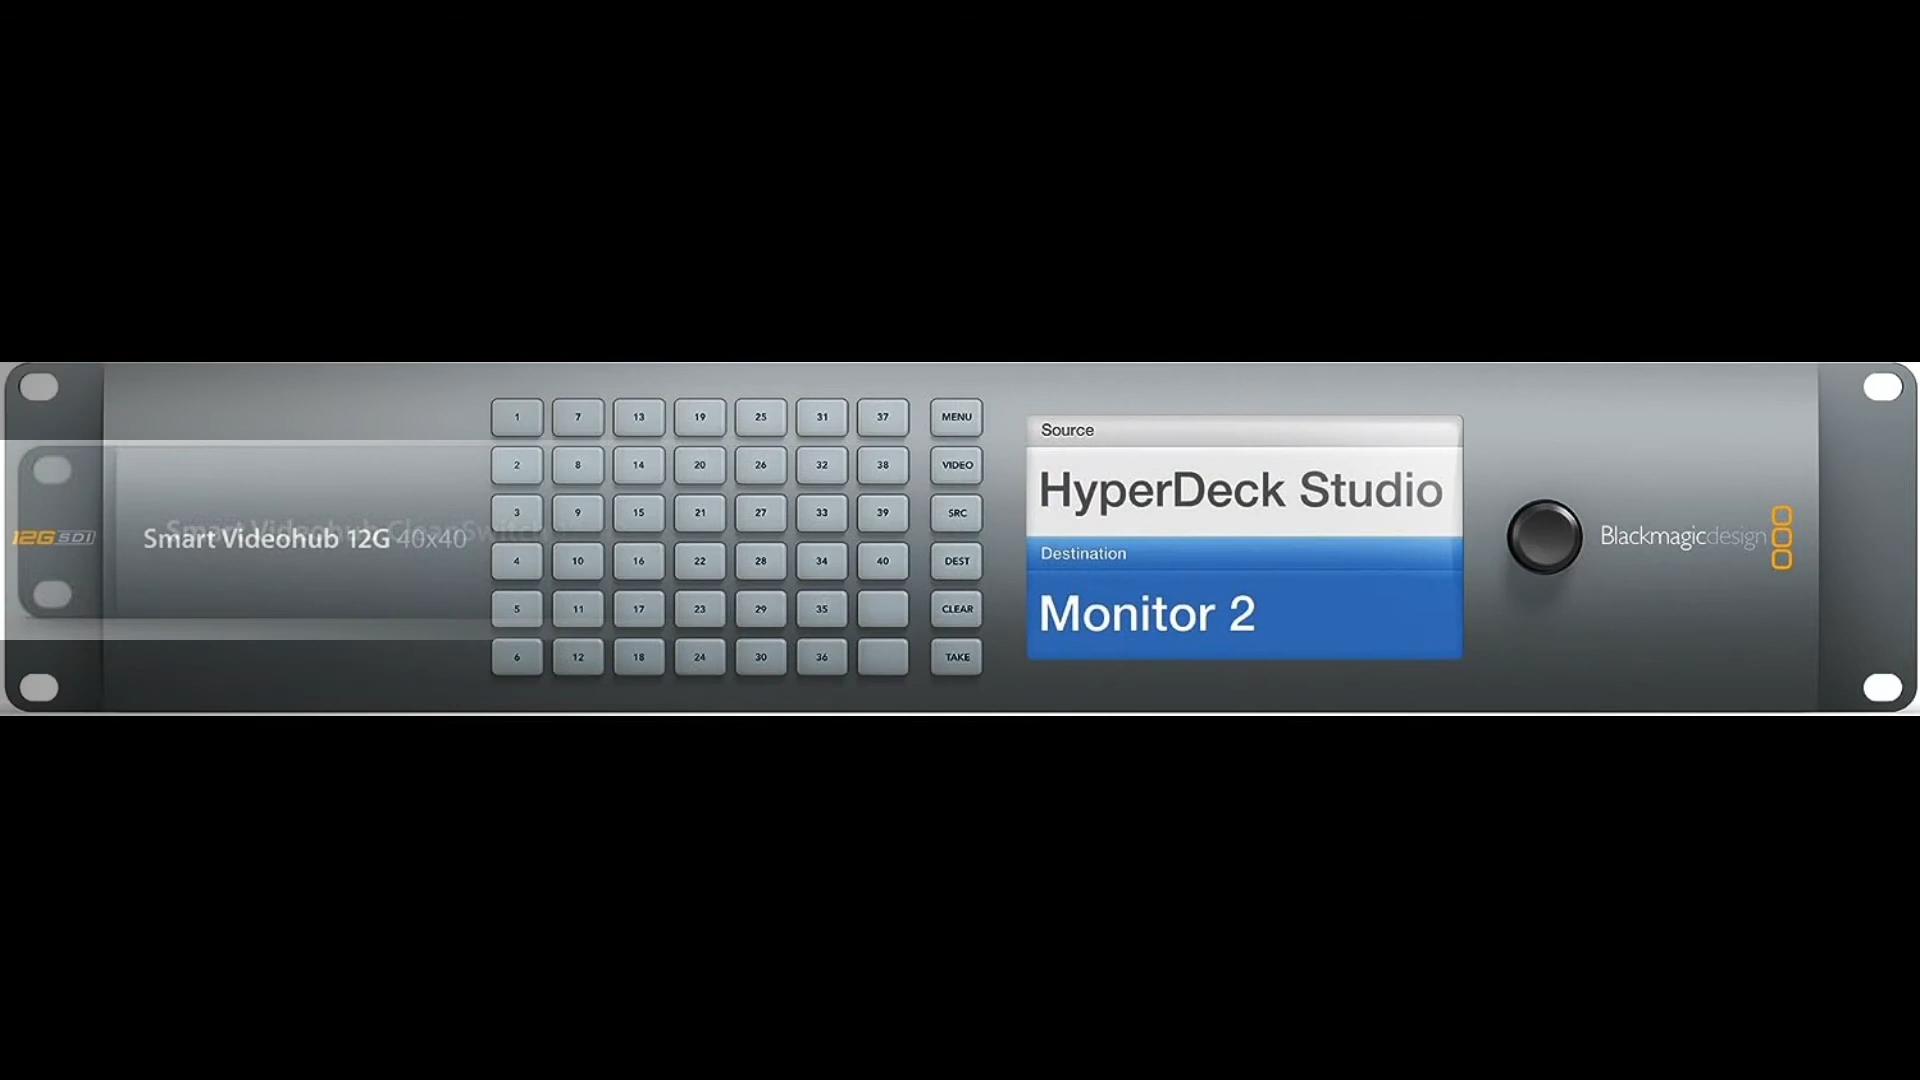 1 7 13 19 25 31 37 MENU
2 8 14 20 26 32 38 VIDEO
3 9 15 21 27 33 39 SRC
4 10 16 22 28 34 40 DEST
5 11 17 23 29 35 CLEAR
6 12 18 24 30 36 TAKE
12G SDI
Smart Videohub CleanSwitch
Smart Videohub 12G 40x40
Source
HyperDeck Studio
Destination
Monitor 2
Blackmagicdesign